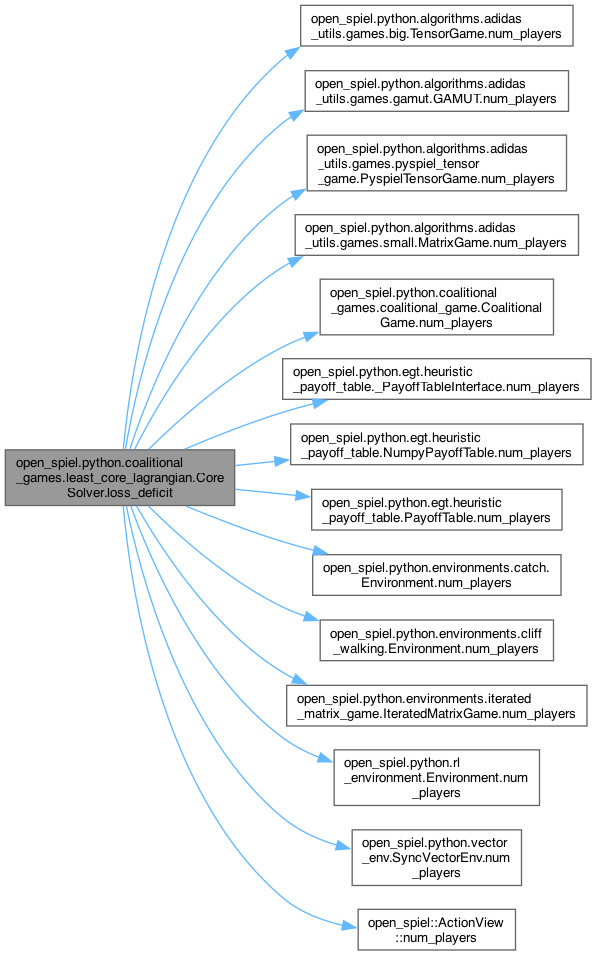 open_spiel.python.algorithms.adidas
_utils.games.big.TensorGame.num_players
open_spiel.python.algorithms.adidas
_utils.games.gamut.GAMUT.num_players
open_spiel.python.algorithms.adidas
_utils.games.pyspiel_tensor
_game.PyspielTensorGame.num_players
open_spiel.python.algorithms.adidas
_utils.games.small.MatrixGame.num_players
open_spiel.python.coalitional
_games.coalitional_game.Coalitional
Game.num_players
open_spiel.python.egt.heuristic
_payoff_table._PayoffTableInterface.num_players
open_spiel.python.coalitional
_games.least_core_lagrangian.Core
Solver.loss_deficit
open_spiel.python.egt.heuristic
_payoff_table.NumpyPayoffTable.num_players
open_spiel.python.egt.heuristic
_payoff_table.PayoffTable.num_players
open_spiel.python.environments.catch.
Environment.num_players
open_spiel.python.environments.cliff
_walking.Environment.num_players
open_spiel.python.environments.iterated
_matrix_game.IteratedMatrixGame.num_players
open_spiel.python.rl
_environment.Environment.num
_players
open_spiel.python.vector
_env.SyncVectorEnv.num
_players
open_spiel::ActionView
::num_players